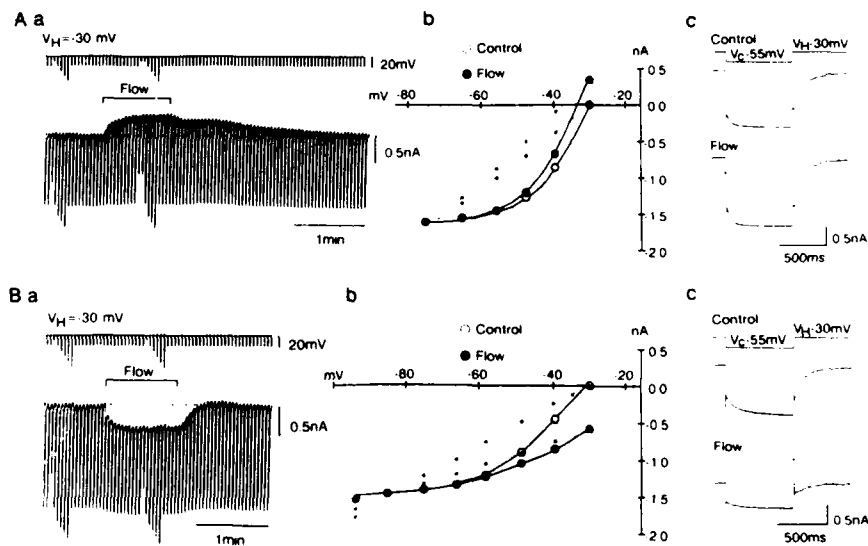 A a
V_H = -30 mV
20mV
Flow
0.5nA
1min
b
Control
Flow
nA
mV
-80
-60
-40
-20
0.5
0.0
0.5
1.0
1.5
2.0
c
Control
V_C-55mV
V_H-30mV
Flow
0.5nA
500ms
B a
V_H = -30 mV
20mV
Flow
0.5nA
1min
b
Control
Flow
nA
mV
-80
-60
-40
-20
0.5
0.0
0.5
1.0
1.5
2.0
c
Control
V_C-55mV
V_H-30mV
Flow
0.5nA
500ms